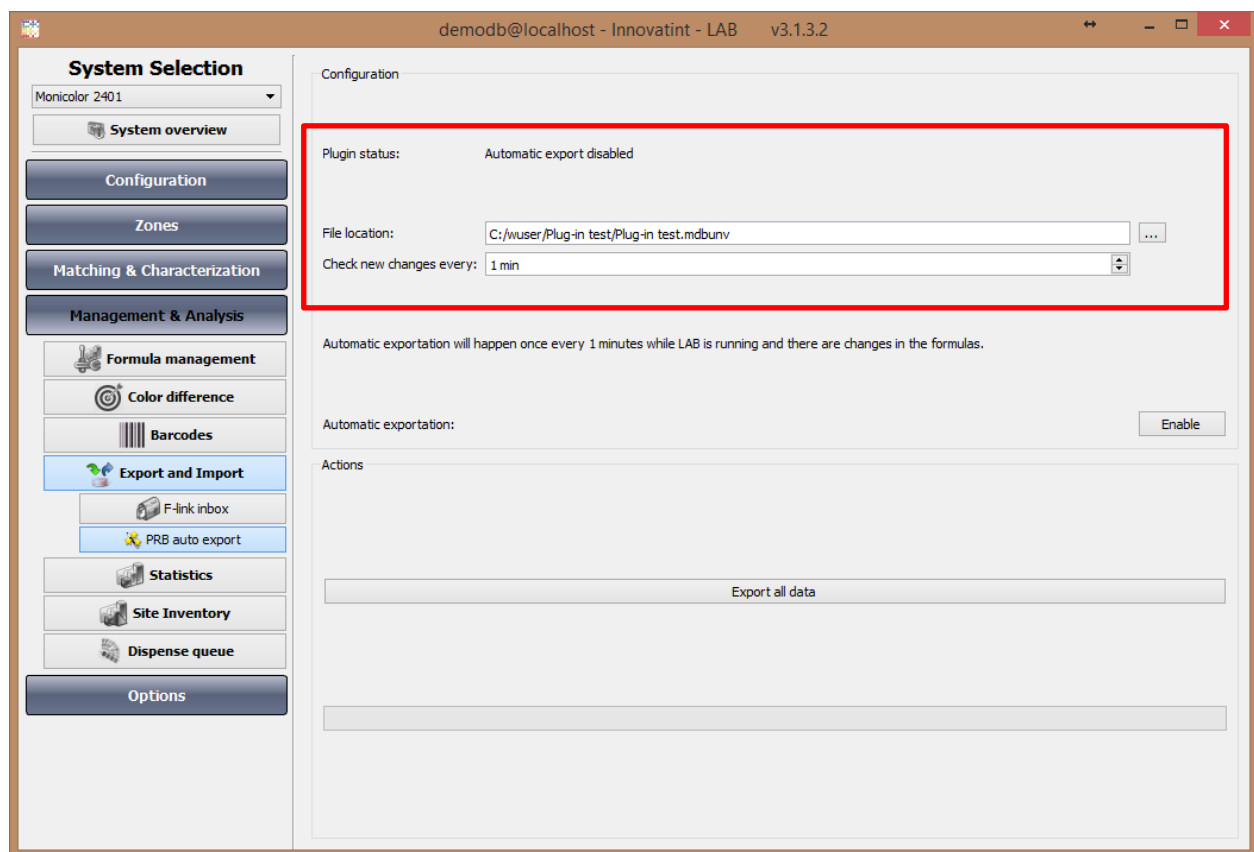 demodb@localhost - Innovatint - LAB v3.1.3.2
System Selection
Monicolor 2401
System overview
Configuration
Zones
Matching & Characterization
Management & Analysis
Formula management
Color difference
Barcodes
Export and Import
F-link inbox
PRB auto export
Statistics
Site Inventory
Dispense queue
Options
Configuration
Plugin status: Automatic export disabled
File location: C:/wuser/Plug-in test/Plug-in test.mdbunv ...
Check new changes every: 1 min
Automatic exportation will happen once every 1 minutes while LAB is running and there are changes in the formulas.
Automatic exportation: Enable
Actions
Export all data